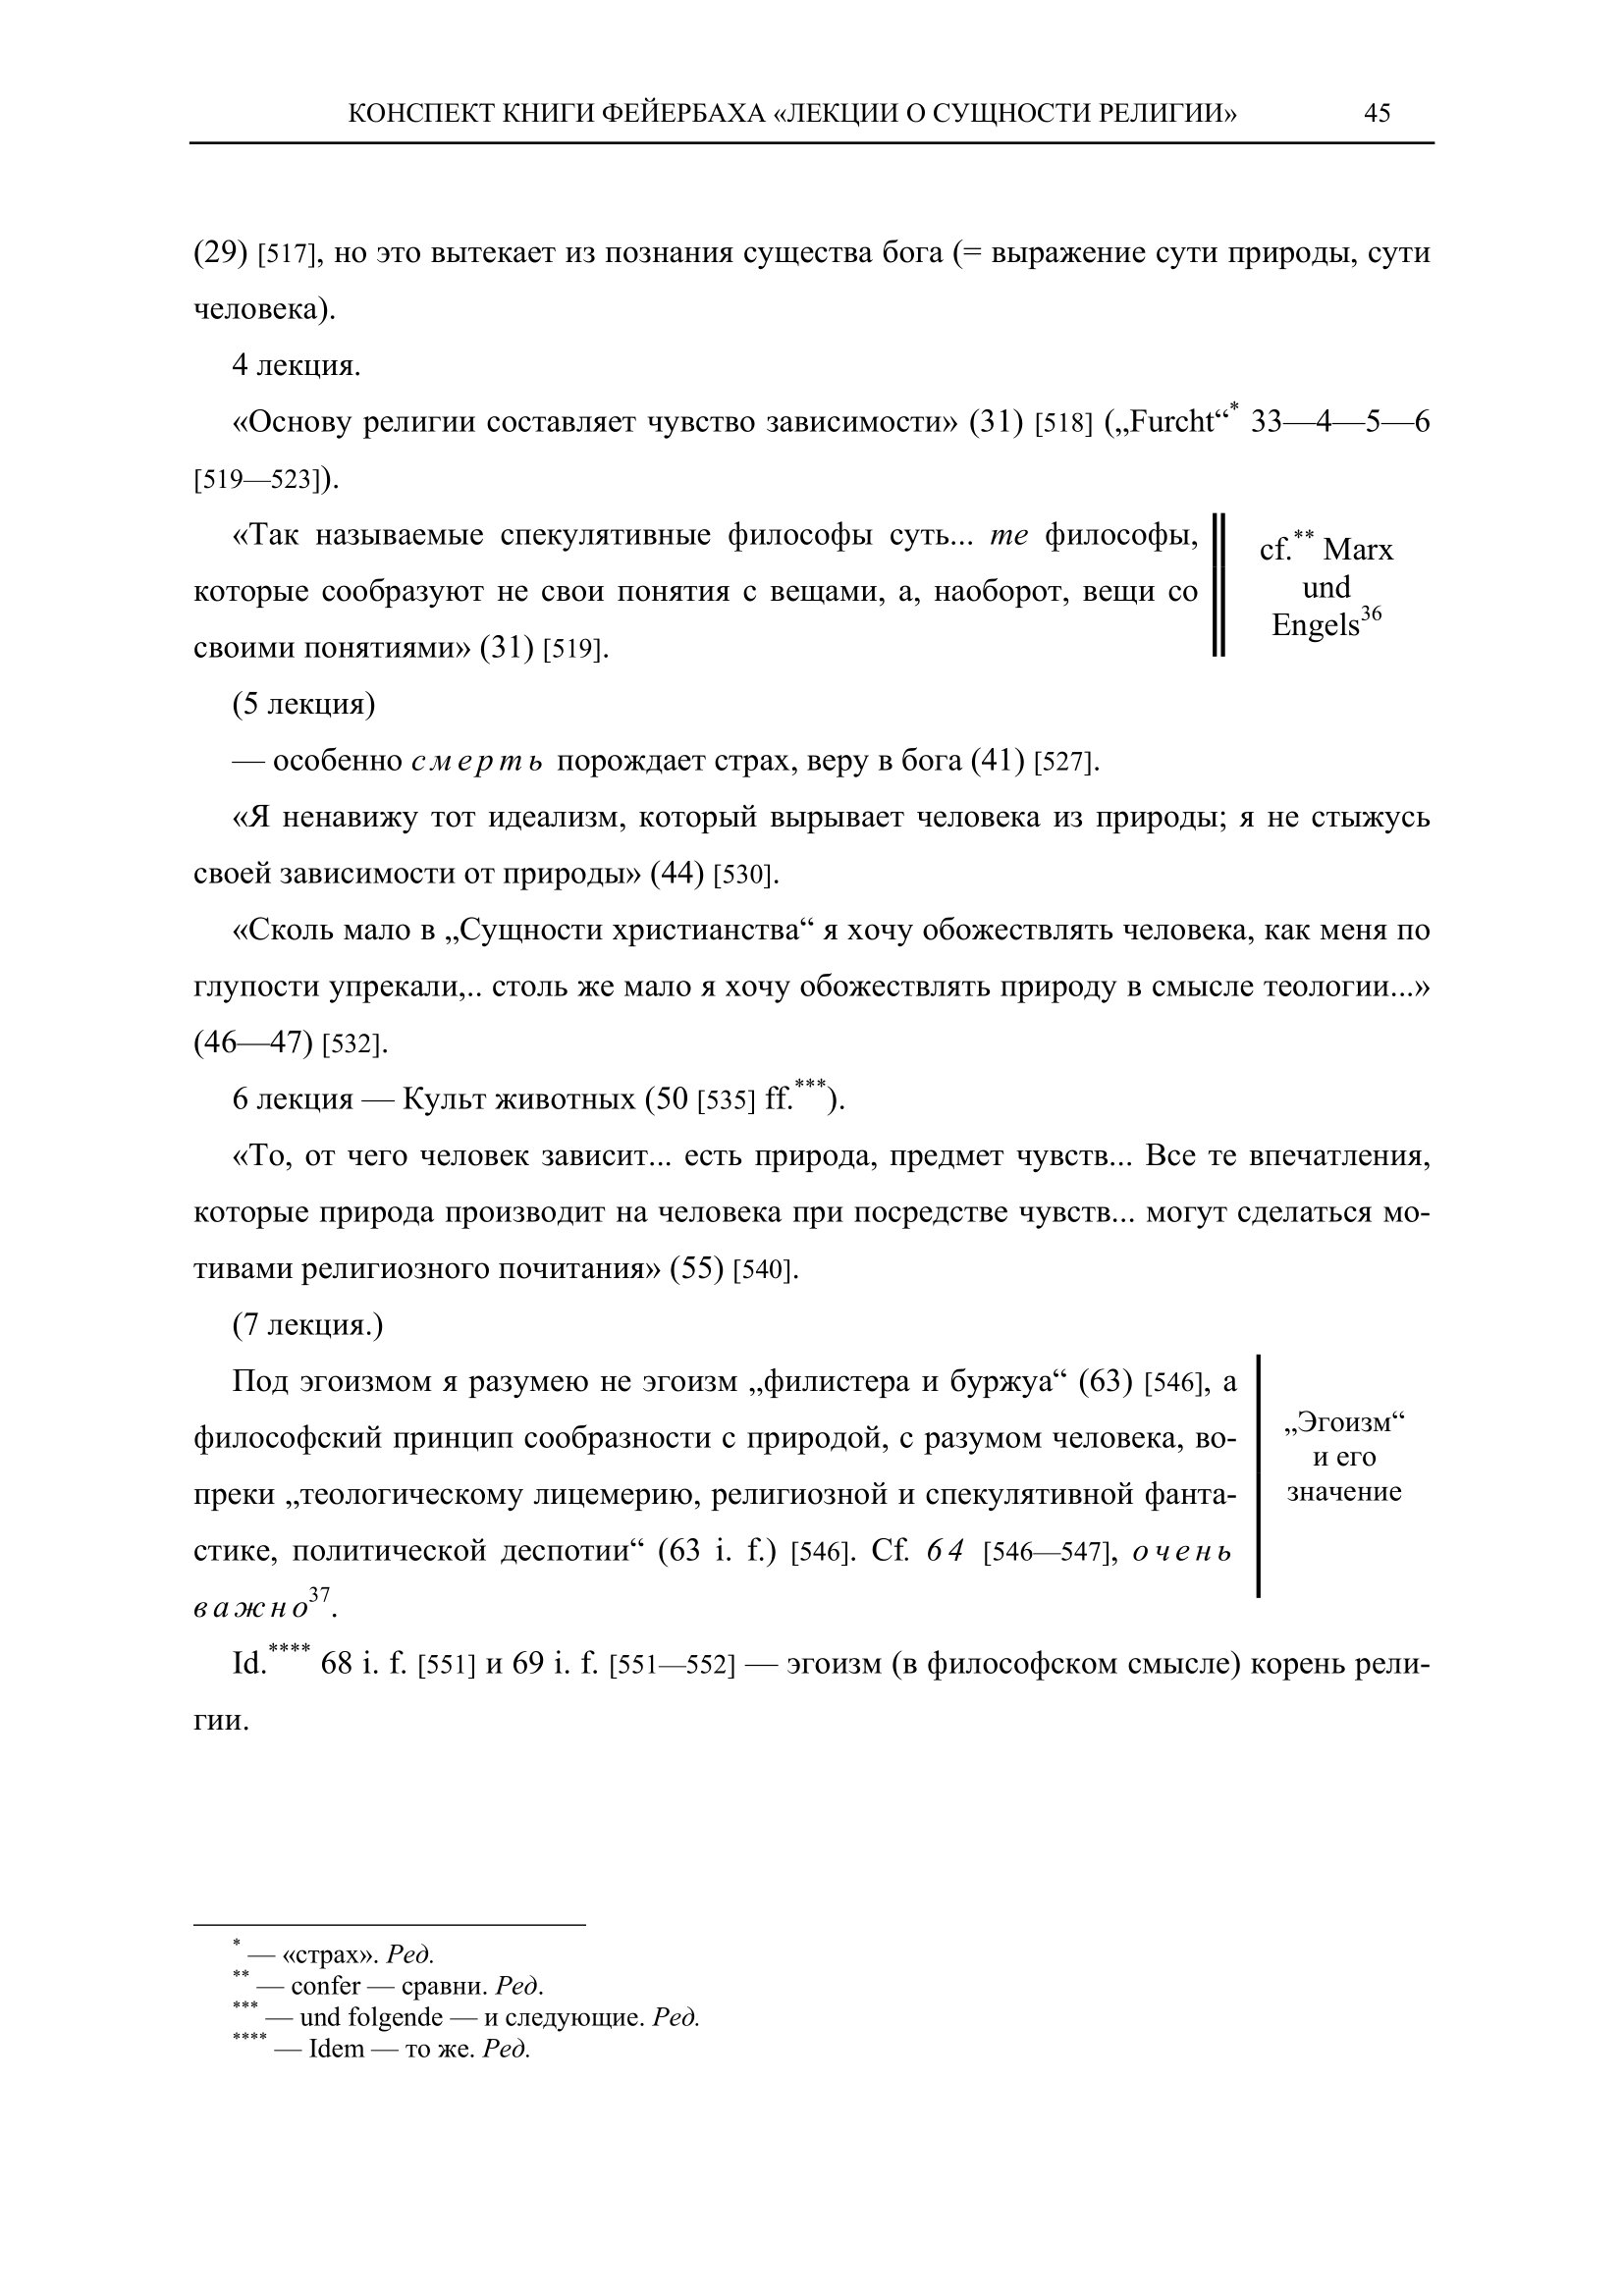 КОНСПЕКТ КНИГИ ФЕЙЕРБАХА «ЛЕКЦИИ О СУЩНОСТИ РЕЛИГИИ» 45
(29) [517], но это вытекает из познания существа бога (= выражение сути природы, сути
человека).
4 лекция.
«Основу религии составляет чувство зависимости» (31) [518] („Furcht“* 33—4—5—6
[519—523]).
«Так называемые спекулятивные философы суть... те философы,
которые сообразуют не свои понятия с вещами, а, наоборот, вещи со
своими понятиями» (31) [519].
cf.** Marx
und
Engels36
(5 лекция)
— особенно смерть порождает страх, веру в бога (41) [527].
«Я ненавижу тот идеализм, который вырывает человека из природы; я не стыжусь
своей зависимости от природы» (44) [530].
«Сколь мало в „Сущности христианства“ я хочу обожествлять человека, как меня по
глупости упрекали,.. столь же мало я хочу обожествлять природу в смысле теологии...»
(46—47) [532].
6 лекция — Культ животных (50 [535] ff.***).
«То, от чего человек зависит... есть природа, предмет чувств... Все те впечатления,
которые природа производит на человека при посредстве чувств... могут сделаться мо-
тивами религиозного почитания» (55) [540].
(7 лекция.)
Под эгоизмом я разумею не эгоизм „филистера и буржуа“ (63) [546], а
философский принцип сообразности с природой, с разумом человека, во-
преки „теологическому лицемерию, религиозной и спекулятивной фанта-
стике, политической деспотии“ (63 i. f.) [546]. Cf. 64 [546—547], очень
важно37.
„Эгоизм“
и его
значение
Id.**** 68 i. f. [551] и 69 i. f. [551—552] — эгоизм (в философском смысле) корень рели-
гии.
* — «страх». Ред.
** — confer — сравни. Ред.
*** — und folgende — и следующие. Ред.
**** — Idem — то же. Ред.